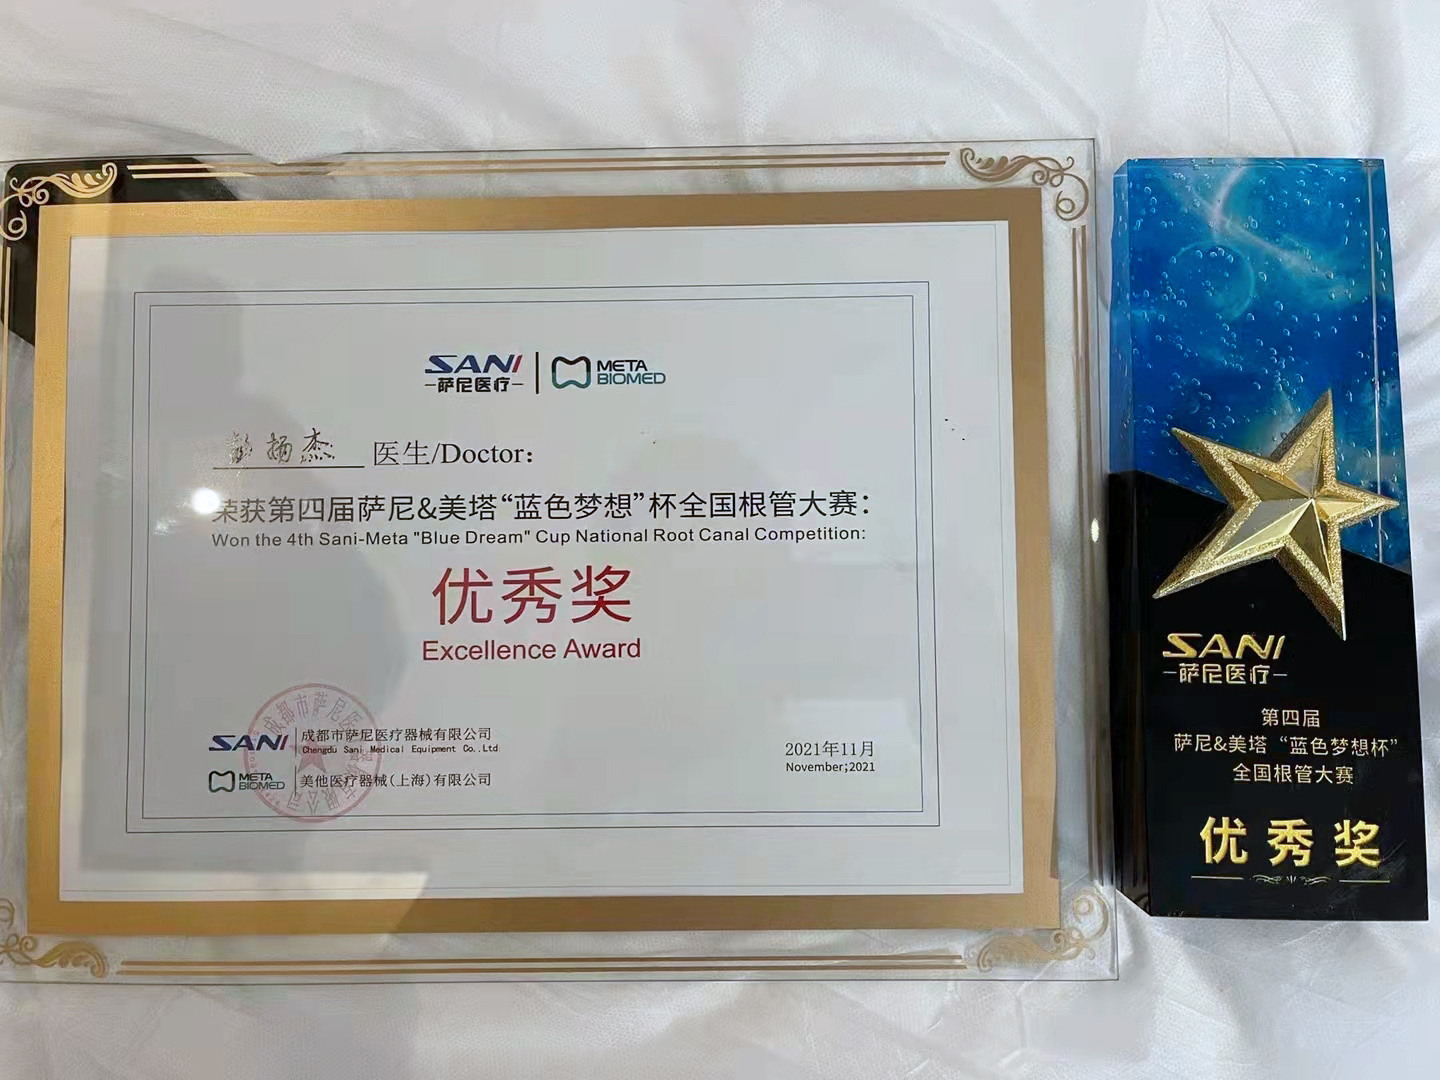 SANI
萨尼医疗
META
BIOMED
杨杰 医生/Doctor:
荣获第四届萨尼&美塔“蓝色梦想”杯全国根管大赛:
Won the 4th Sani-Meta "Blue Dream" Cup National Root Canal Competition:
优秀奖
Excellence Award
SANI
成都市萨尼医疗器械有限公司
Chengdu Sani Medical Equipment Co.,Ltd
META
BIOMED
美他医疗器械(上海)有限公司
2021年11月
November;2021
SANI
萨尼医疗
第四届
萨尼&美塔“蓝色梦想杯”
全国根管大赛
优秀奖